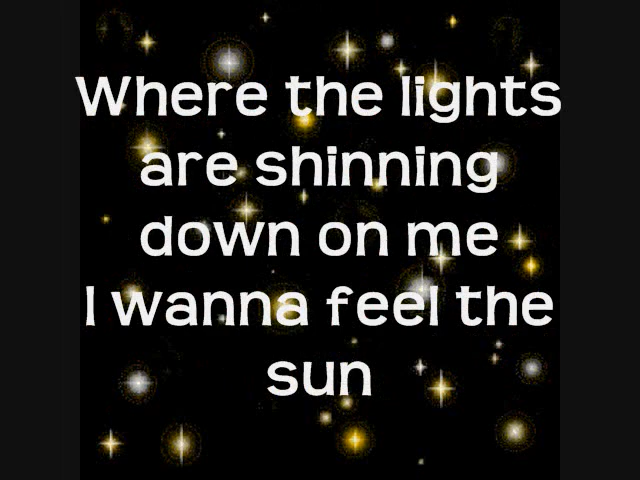 Where the lights
are shinning
down on me
I wanna feel the
sun